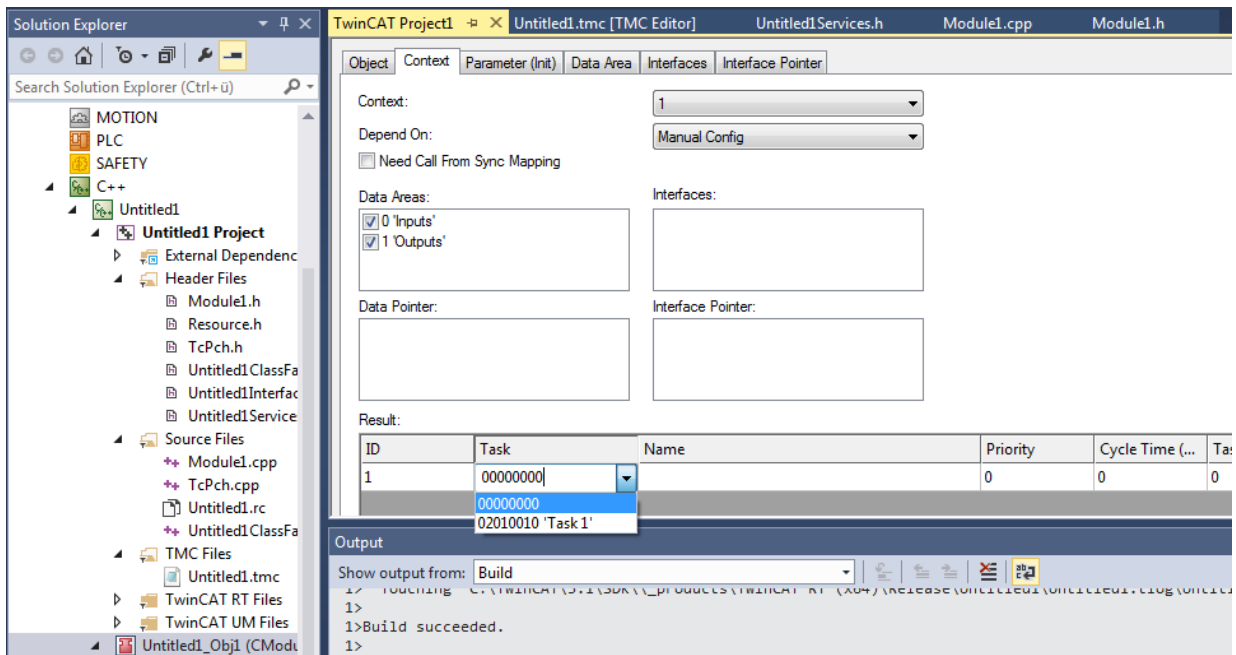 Solution Explorer
Search Solution Explorer (Ctrl+ü)
MOTION
PLC
SAFETY
C++
Untitled1
Untitled1 Project
External Dependenc
Header Files
Module1.h
Resource.h
TcPch.h
Untitled1ClassFa
Untitled1Interfac
Untitled1Service
Source Files
Module1.cpp
TcPch.cpp
Untitled1.rc
Untitled1ClassFa
TMC Files
Untitled1.tmc
TwinCAT RT Files
TwinCAT UM Files
Untitled1_Obj1 (CModu
TwinCAT Project1 Untitled1.tmc [TMC Editor] Untitled1Services.h Module1.cpp Module1.h
Object Context Parameter (Init) Data Area Interfaces Interface Pointer
Context: 1
Depend On: Manual Config
Need Call From Sync Mapping
Data Areas: Interfaces:
0 'Inputs'
1 'Outputs'
Data Pointer: Interface Pointer:
Result:
ID Task Name Priority Cycle Time (... Tas
1 00000000 0 0 0
00000000
02010010 'Task 1'
Output
Show output from: Build
1>
1>Build succeeded.
1>